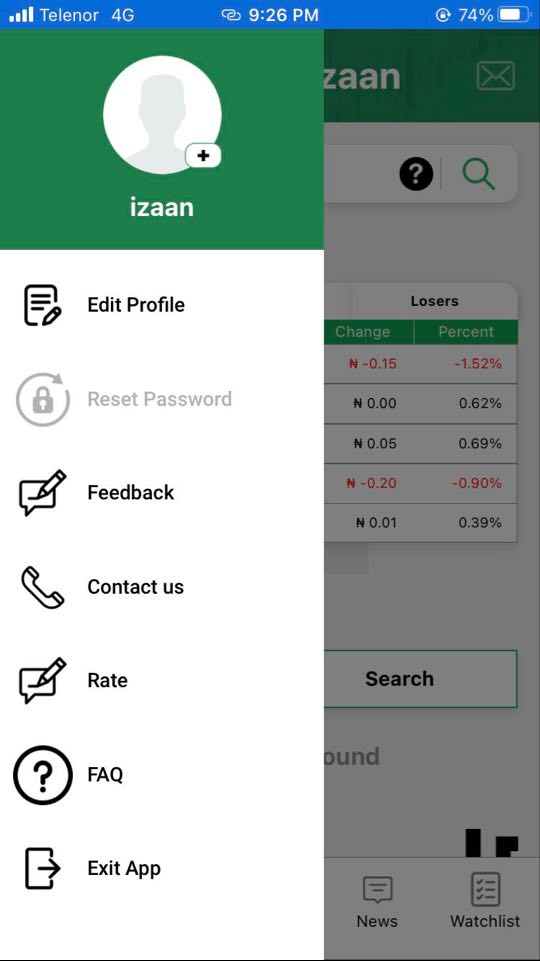 Telenor 4G 9:26 PM 74%
zaan
izaan
Edit Profile
Reset Password
Feedback
Contact us
Rate
FAQ
Exit App
Losers
Change Percent
₦ -0.15 -1.52%
₦ 0.00 0.62%
₦ 0.05 0.69%
₦ -0.20 -0.90%
₦ 0.01 0.39%
Search
ound
News Watchlist